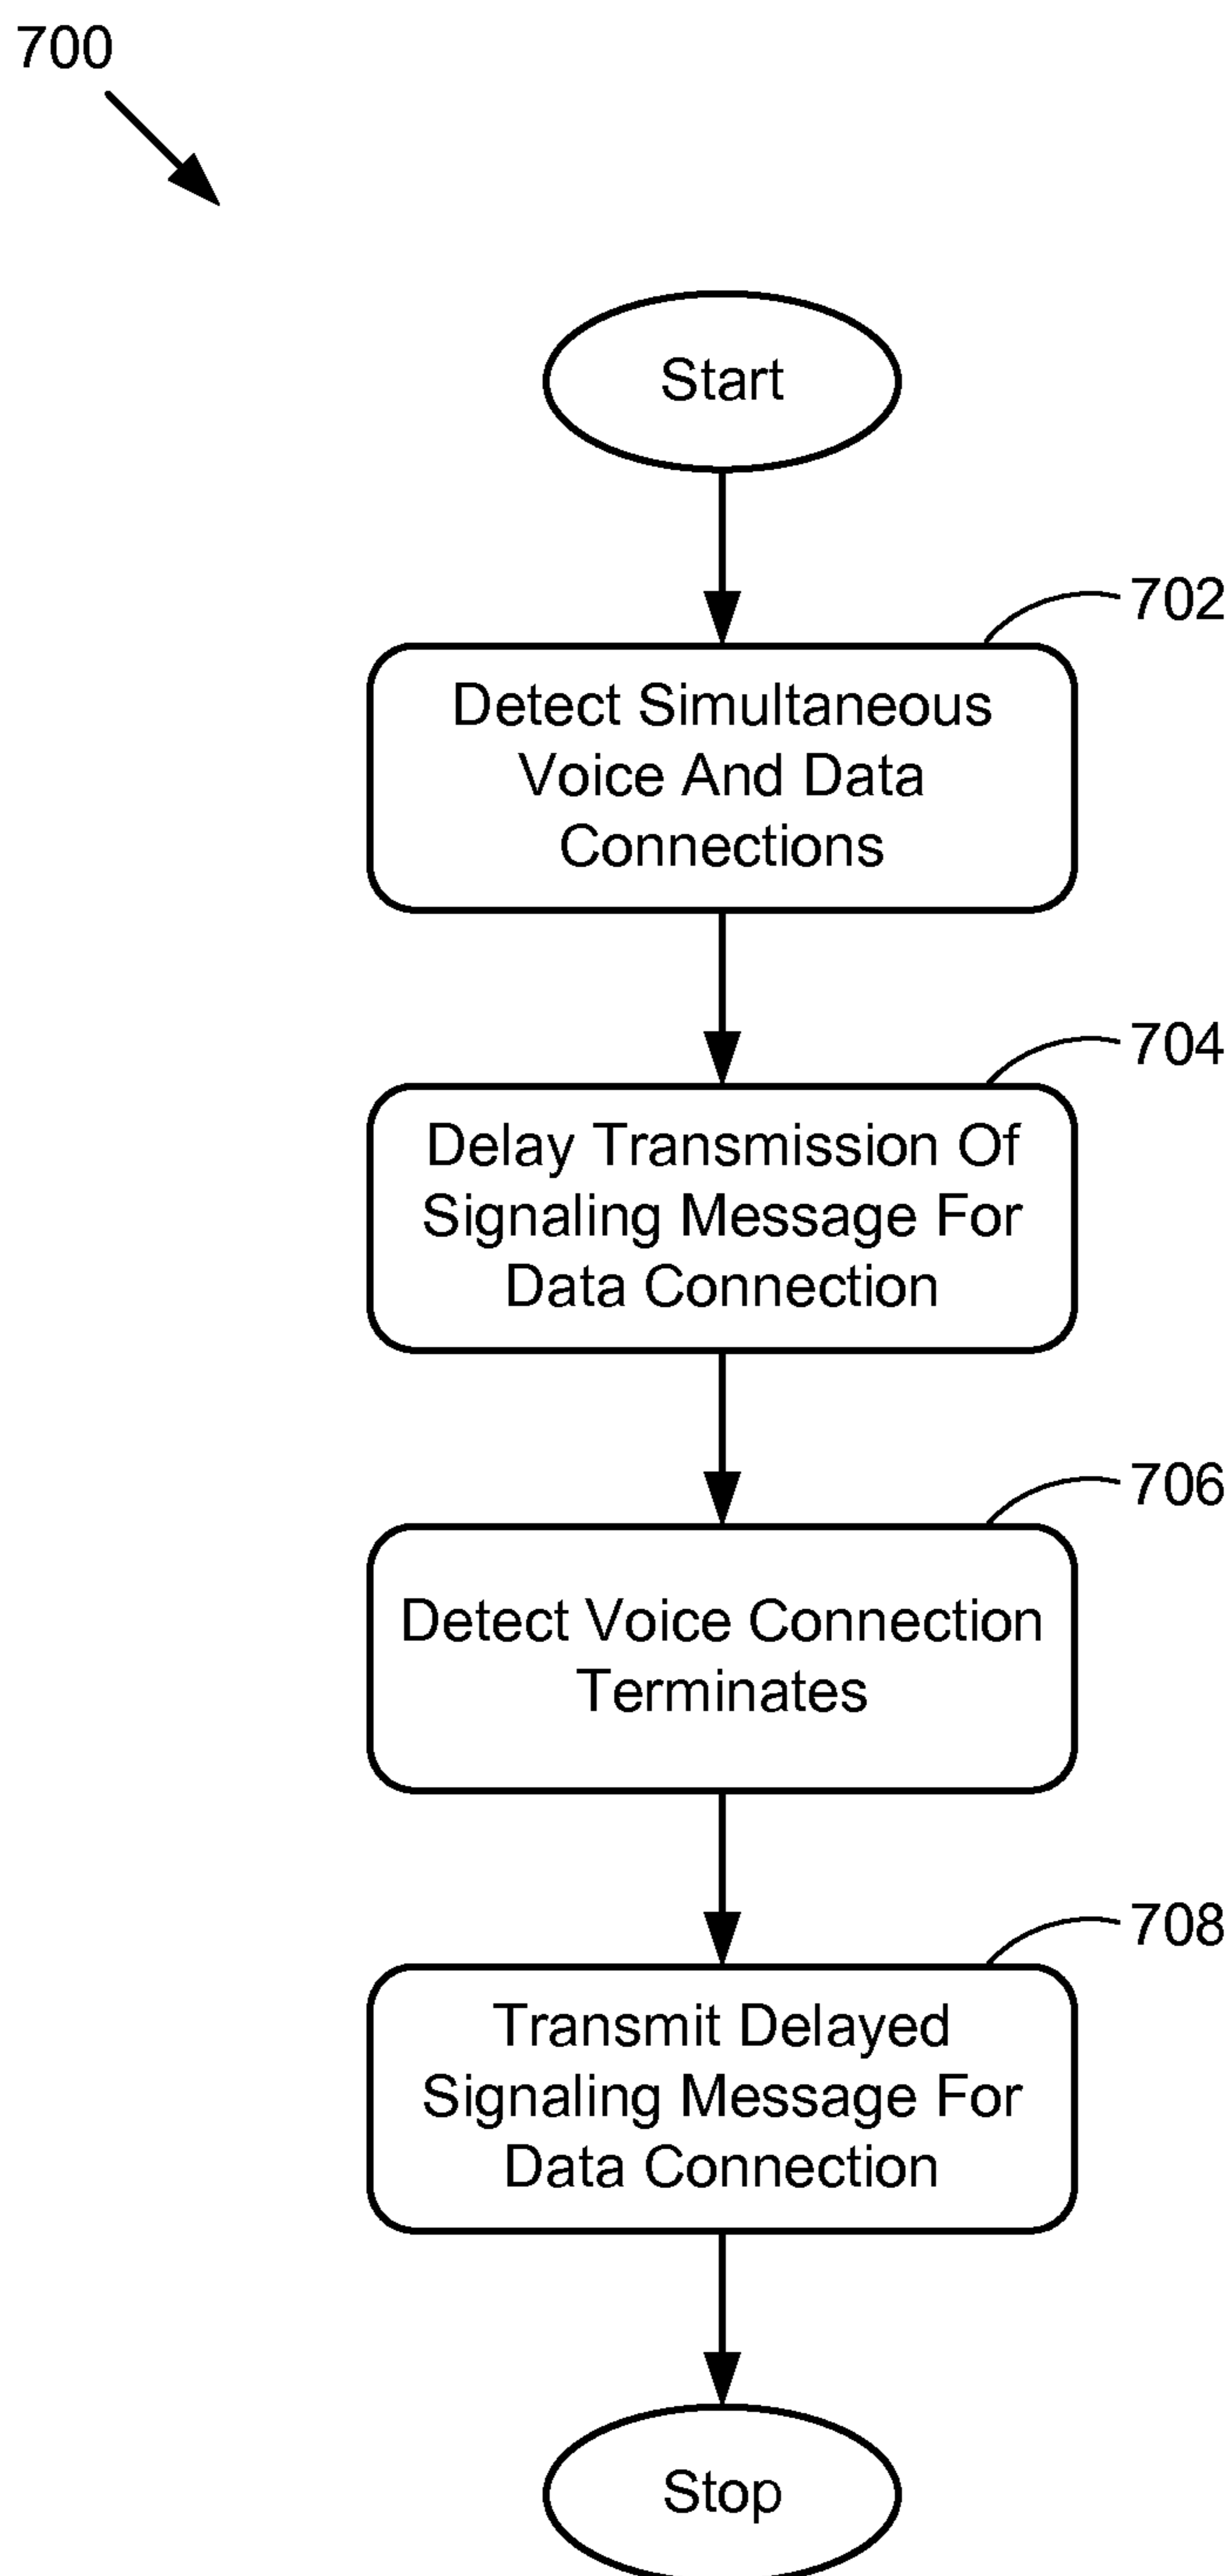 700
Start
702
Detect Simultaneous
Voice And Data
Connections
704
Delay Transmission Of
Signaling Message For
Data Connection
706
Detect Voice Connection
Terminates
708
Transmit Delayed
Signaling Message For
Data Connection
Stop